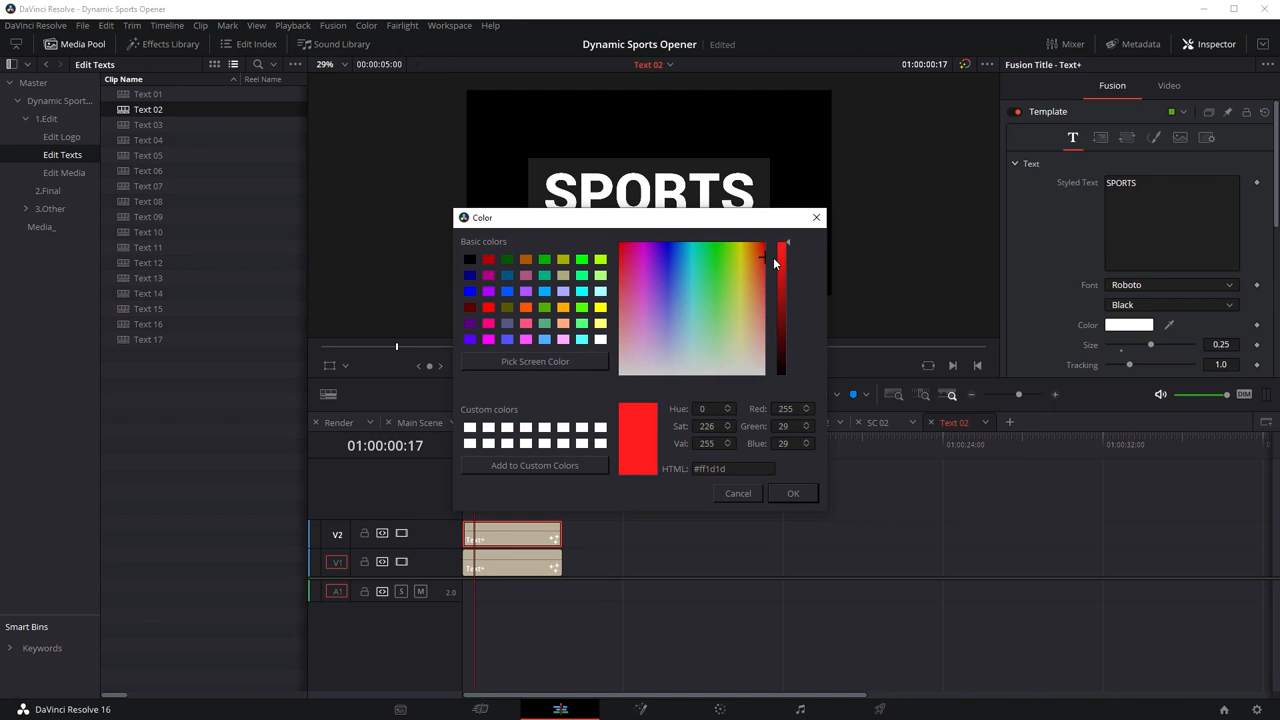 DaVinci Resolve Studio - Dynamic Sports Opener
DaVinci Resolve File Edit Trim Timeline Clip Mark View Playback Fusion Color Fairlight Workspace Help
Media Pool Effects Library Edit Index Sound Library Dynamic Sports Opener Edited Mixer Metadata Inspector
Edit Texts 29% 00:00:05:00 Text 02 01:00:00:17 Fusion Title - Text+
Clip Name Reel Name
Master
Dynamic Sport...
1.Edit
Edit Logo
Edit Texts
Edit Media
2.Final
3.Other
Media_
Text 01
Text 02
Text 03
Text 04
Text 05
Text 06
Text 07
Text 08
Text 09
Text 10
Text 11
Text 12
Text 13
Text 14
Text 15
Text 16
Text 17
SPORTS
Color
Basic colors
Pick Screen Color
Custom colors
Add to Custom Colors
Hue: 0 Red: 255
Sat: 226 Green: 29
Val: 255 Blue: 29
HTML: #ff1d1d
Cancel OK
Fusion Video
Template
T
Text
Styled Text SPORTS
Font Roboto
Black
Color
Size 0.25
Tracking 1.0
DIM
Render Main Scene SC 02 Text 02
01:00:00:17
01:00:24:00 01:00:32:00
V2 Text+
V1 Text+
A1 S M 2.0
Smart Bins
Keywords
DaVinci Resolve 16